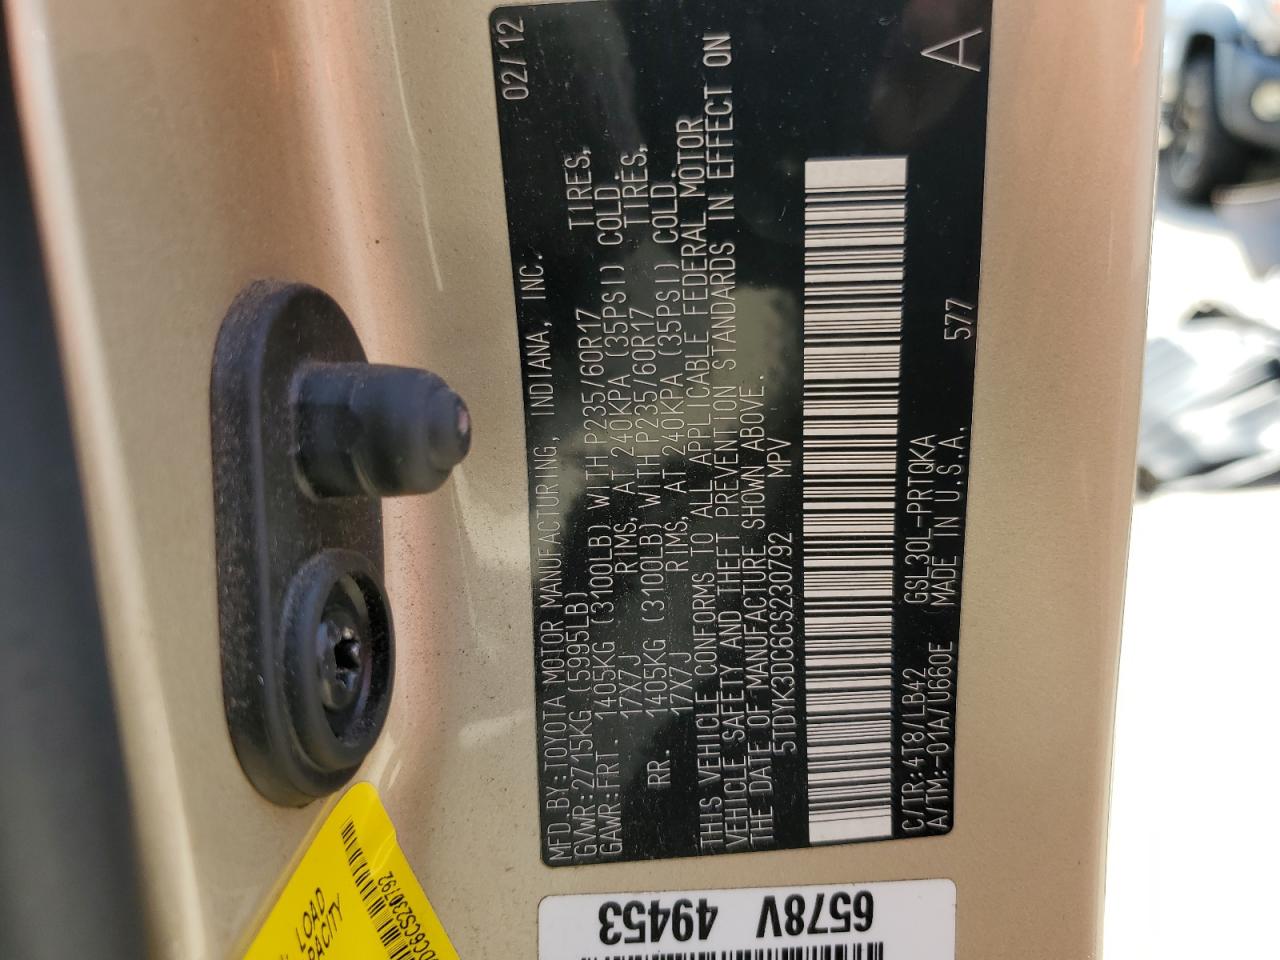 MFD.BY:TOYOTA MOTOR MANUFACTURING, INDIANA, INC. 02/12
GVWR:2715KG (5995LB)
GAWR:FRT. 1405KG (3100LB) WITH P235/60R17 TIRES,
17X7J RIMS, AT 240KPA (35PSI) COLD.
RR. 1405KG (3100LB) WITH P235/60R17 TIRES,
17X7J RIMS, AT 240KPA (35PSI) COLD.
THIS VEHICLE CONFORMS TO ALL APPLICABLE FEDERAL MOTOR
VEHICLE SAFETY AND THEFT PREVENTION STANDARDS IN EFFECT ON
THE DATE OF MANUFACTURE SHOWN ABOVE.
5TDYK3DC6CS230792 MPV
C/TR:4T8/LB42 GSL30L-PRTQKA 577 A
A/TM:-01A/U660E MADE IN U.S.A.
LOAD
DC6CS230792
6578V
49453